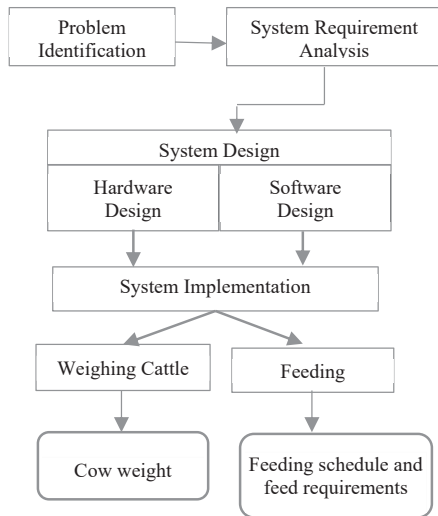 Problem
Identification
System Requirement
Analysis
System Design
Hardware
Design
Software
Design
System Implementation
Weighing Cattle
Feeding
Cow weight
Feeding schedule and
feed requirements